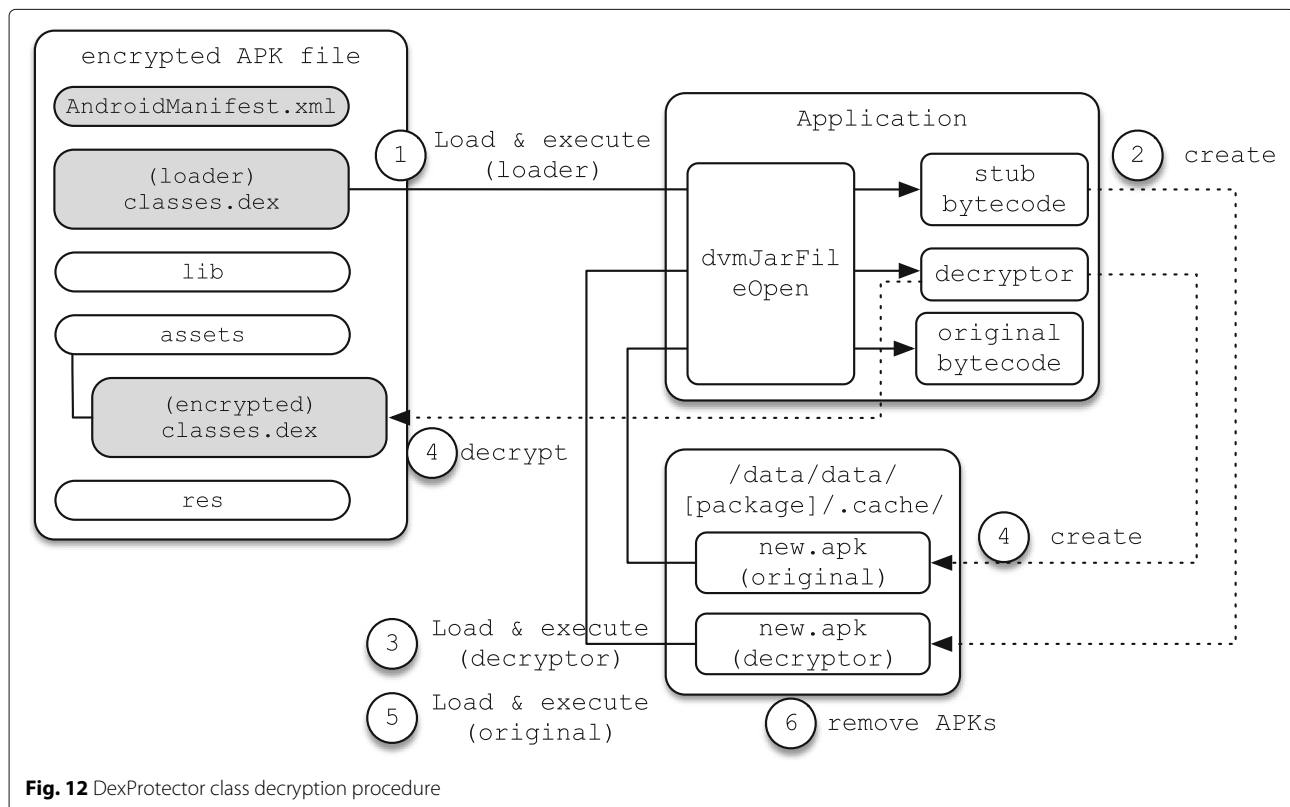 encrypted APK file
AndroidManifest.xml
(loader)
classes.dex
lib
assets
(encrypted)
classes.dex
res
1
Load & execute
(loader)
Application
dvmJarFil
eOpen
stub
bytecode
decryptor
original
bytecode
2
create
4
decrypt
/data/data/
[package]/.cache/
new.apk
(original)
new.apk
(decryptor)
4
create
3
Load & execute
(decryptor)
5
Load & execute
(original)
6
remove APKs
Fig. 12 DexProtector class decryption procedure